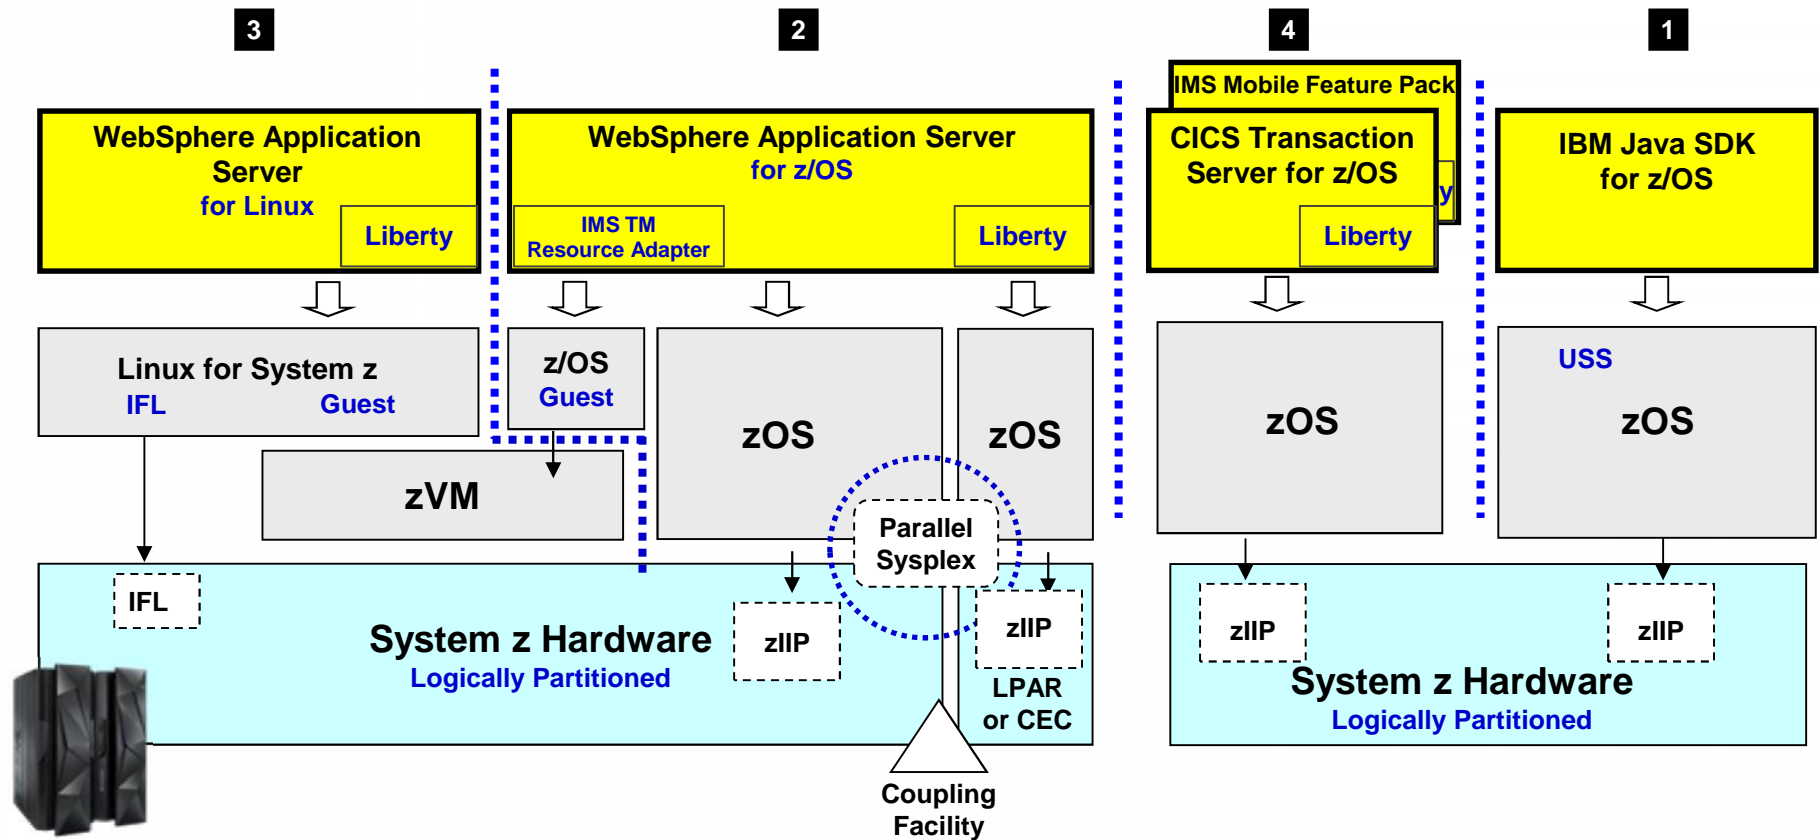 3
2
4
1
WebSphere Application
Server
for Linux
Liberty
WebSphere Application Server
for z/OS
IMS TM
Resource Adapter
Liberty
IMS Mobile Feature Pack
CICS Transaction
Server for z/OS
y
Liberty
IBM Java SDK
for z/OS
Linux for System z
IFL Guest
z/OS
Guest
zOS
zOS
zOS
USS
zOS
zVM
Parallel
Sysplex
IFL
System z Hardware
Logically Partitioned
zIIP
zIIP
LPAR
or CEC
zIIP
zIIP
System z Hardware
Logically Partitioned
Coupling
Facility